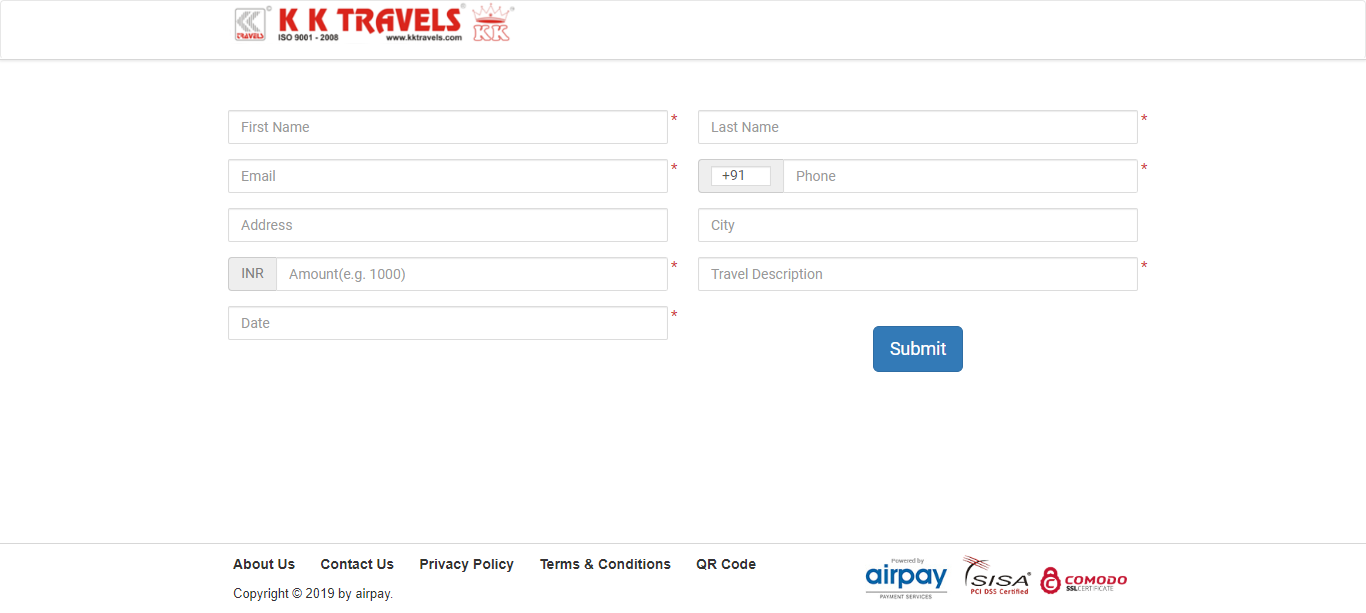 K K TRAVELS
TRAVELS
ISO 9001 - 2008 www.kktravels.com
KK
First Name * Last Name *
Email * +91 Phone *
Address City
INR Amount(e.g. 1000) * Travel Description *
Date *
Submit
About Us Contact Us Privacy Policy Terms & Conditions QR Code
Copyright © 2019 by airpay.
Powered by
airpay
PAYMENT SERVICES
SISA®
PCI DSS Certified
COMODO
SSL CERTIFICATE